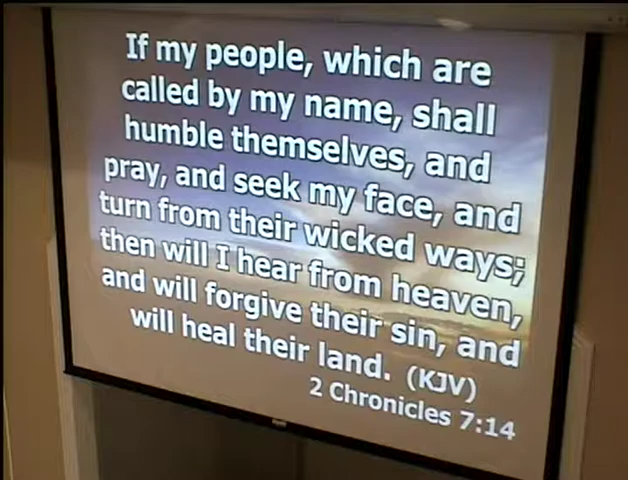 If my people, which are
called by my name, shall
humble themselves, and
pray, and seek my face, and
turn from their wicked ways;
then will I hear from heaven,
and will forgive their sin, and
will heal their land. (KJV)
2 Chronicles 7:14